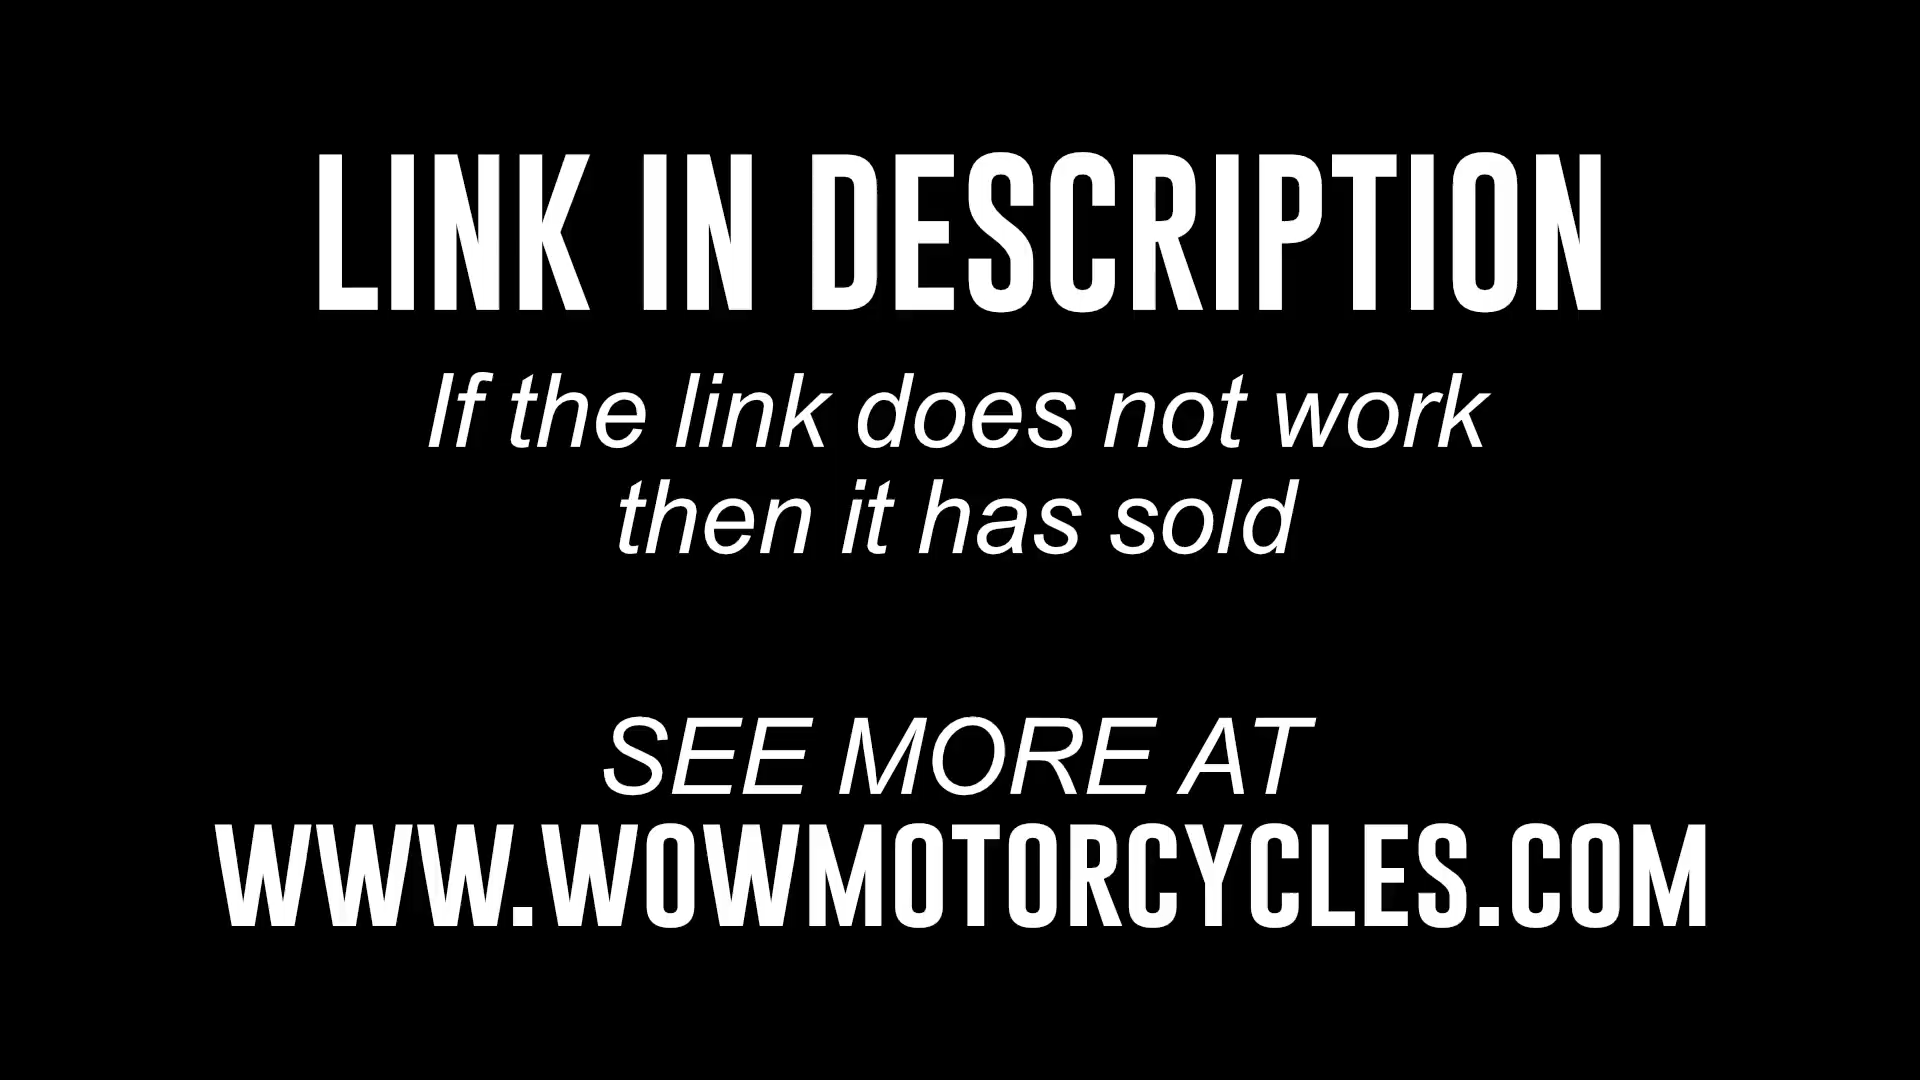 LINK IN DESCRIPTION
If the link does not work
then it has sold
SEE MORE AT
WWW.WOWMOTORCYCLES.COM